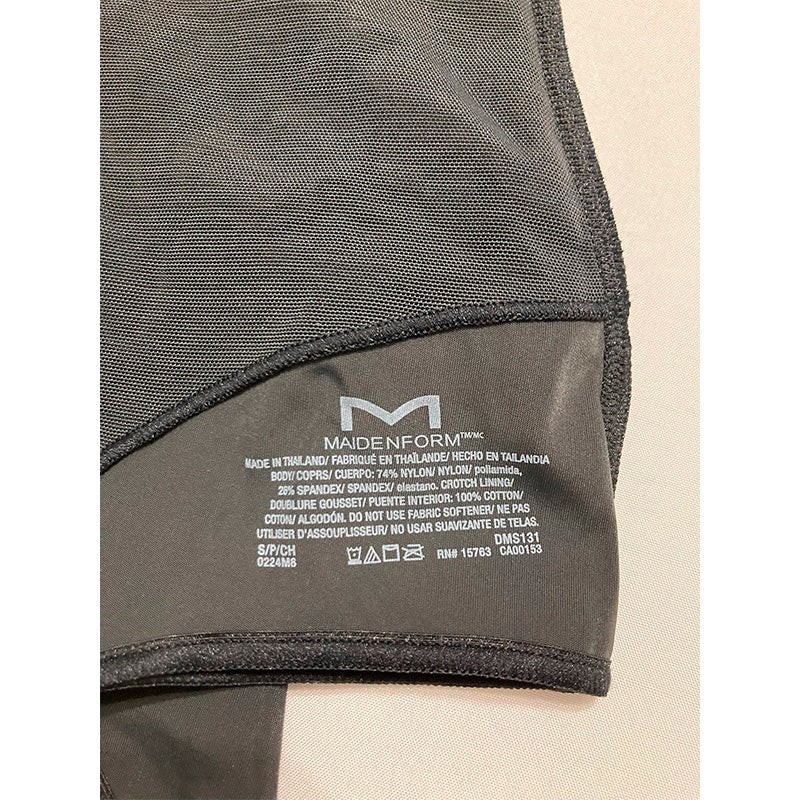 M
MAIDENFORM™/MC
MADE IN THAILAND/ FABRIQUÉ EN THAÏLANDE/ HECHO EN TAILANDIA
BODY/ COPRS/ CUERPO: 74% NYLON/ NYLON/ poliamida,
26% SPANDEX/ SPANDEX/ elastano. CROTCH LINING/
DOUBLURE GOUSSET/ PUENTE INTERIOR: 100% COTTON/
COTON/ ALGODÓN. DO NOT USE FABRIC SOFTENER/ NE PAS
UTILISER D'ASSOUPLISSEUR/ NO USAR SUAVIZANTE DE TELAS.
S/P/CH DMS131
0224M8 RN# 15763 CA00153